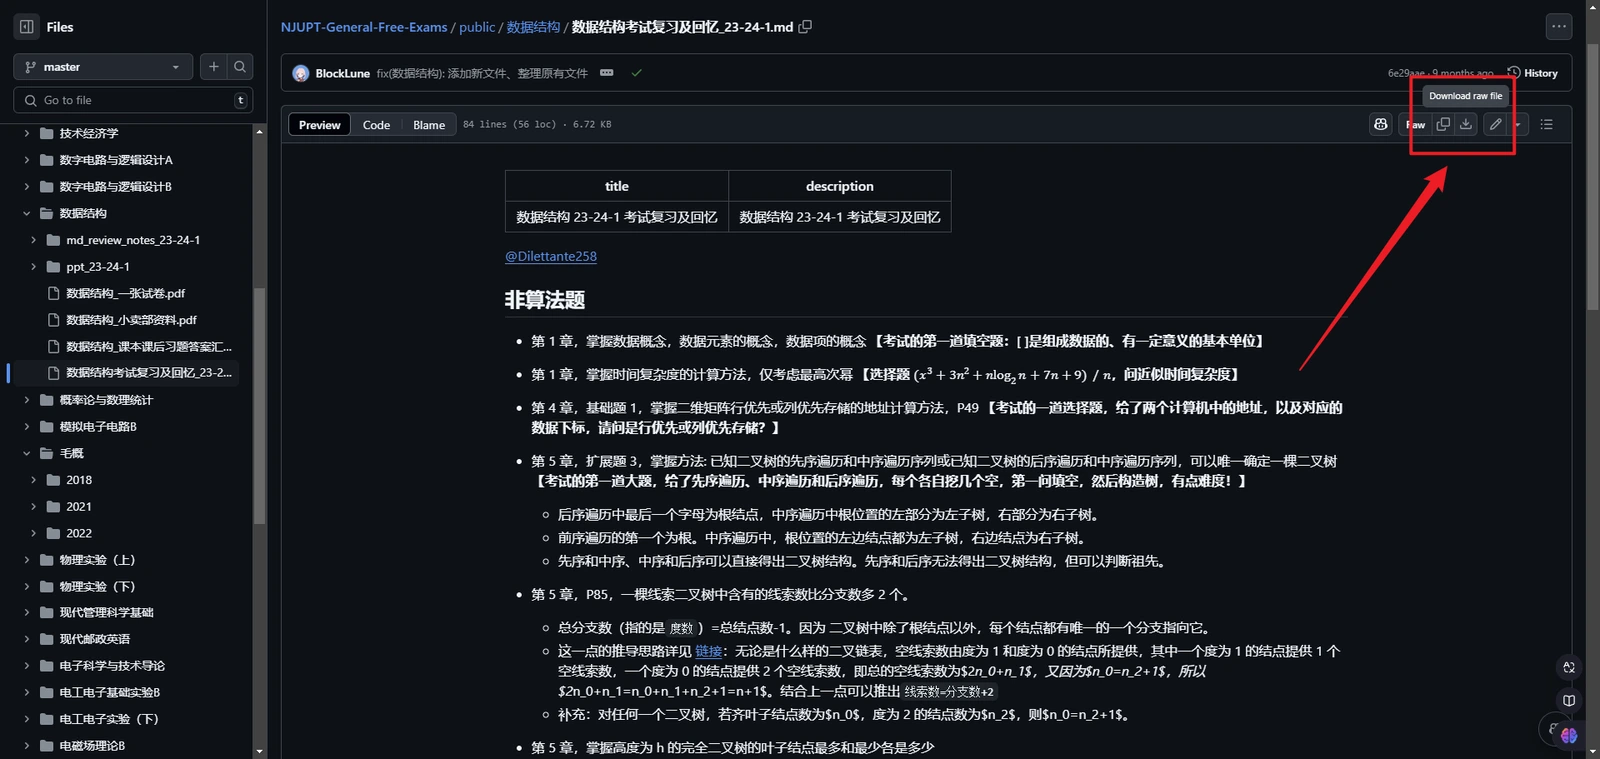 Files
master
Go to file
t
技术经济学
数字电路与逻辑设计A
数字电路与逻辑设计B
数据结构
md_review_notes_23-24-1
ppt_23-24-1
数据结构_一张试卷.pdf
数据结构_小卖部资料.pdf
数据结构_课本课后习题答案汇...
数据结构考试复习及回忆_23-2...
概率论与数理统计
模拟电子电路B
毛概
2018
2021
2022
物理实验（上）
物理实验（下）
现代管理科学基础
现代邮政英语
电子科学与技术导论
电工电子基础实验B
电工电子实验（下）
电磁场理论B
NJUPT-General-Free-Exams / public / 数据结构 / 数据结构考试复习及回忆_23-24-1.md
BlockLune fix(数据结构): 添加新文件、整理原有文件
6e29aae · 9 months ago History
Download raw file
Preview Code Blame 84 lines (56 loc) · 6.72 KB
Raw
title description
数据结构 23-24-1 考试复习及回忆 数据结构 23-24-1 考试复习及回忆
@Dilettante258
非算法题
第 1 章，掌握数据概念，数据元素的概念，数据项的概念 【考试的第一道填空题：[ ]是组成数据的、有一定意义的基本单位】
第 1 章，掌握时间复杂度的计算方法，仅考虑最高次幂 【选择题 (x³ + 3n² + nlog₂n + 7n + 9) / n，问近似时间复杂度】
第 4 章，基础题 1，掌握二维矩阵行优先或列优先存储的地址计算方法，P49 【考试的一道选择题，给了两个计算机中的地址，以及对应的
数据下标，请问是行优先或列优先存储？】
第 5 章，扩展题 3，掌握方法: 已知二叉树的先序遍历和中序遍历序列或已知二叉树的后序遍历和中序遍历序列，可以唯一确定一棵二叉树
【考试的第一道大题，给了先序遍历、中序遍历和后序遍历，每个各自挖几个空，第一问填空，然后构造树，有点难度！】
后序遍历中最后一个字母为根结点，中序遍历中根位置的左部分为左子树，右部分为右子树。
前序遍历的第一个为根。中序遍历中，根位置的左边结点都为左子树，右边结点为右子树。
先序和中序、中序和后序可以直接得出二叉树结构。先序和后序无法得出二叉树结构，但可以判断祖先。
第 5 章，P85，一棵线索二叉树中含有的线索数比分支数多 2 个。
总分支数（指的是 度数 ）=总结点数-1。因为 二叉树中除了根结点以外，每个结点都有唯一的一个分支指向它。
这一点的推导思路详见 链接：无论是什么样的二叉链表，空线索数由度为 1 和度为 0 的结点所提供，其中一个度为 1 的结点提供 1 个
空线索数，一个度为 0 的结点提供 2 个空线索数，即总的空线索数为$2n_0+n_1$，又因为$n_0=n_2+1$，所以
$2n_0+n_1=n_0+n_1+n_2+1=n+1$。结合上一点可以推出 线索数=分支数+2
补充：对任何一个二叉树，若齐叶子结点数为$n_0$，度为 2 的结点数为$n_2$，则$n_0=n_2+1$。
第 5 章，掌握高度为 h 的完全二叉树的叶子结点最多和最少各是多少